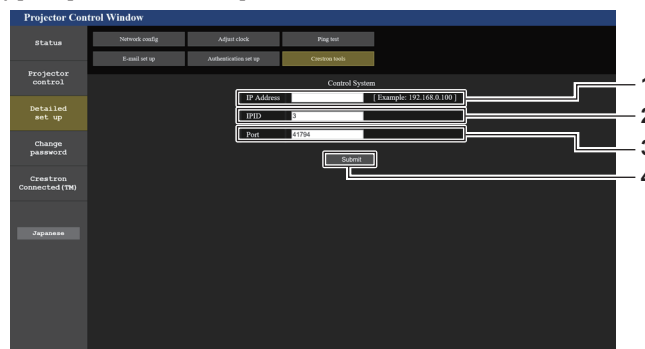 Projector Control Window
Status
Network config
Adjust clock
Ping test
E-mail set up
Authentication set up
Crestron tools
Projector
control
Detailed
set up
Change
password
Crestron
Connected(TM)
Japanese
Control System
IP Address [ Example: 192.168.0.100 ]
IPID 3
Port 41794
Submit
1
2
3
4